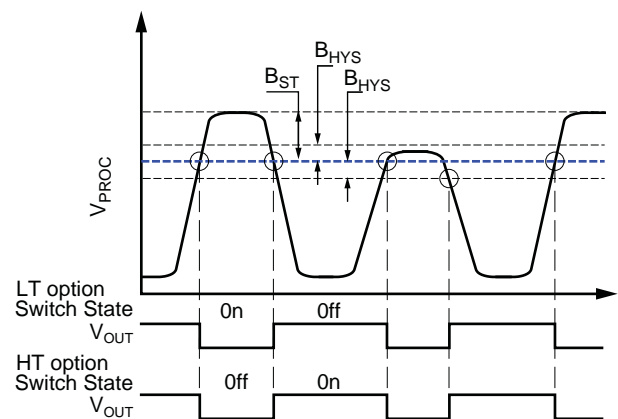 B_HYS
B_ST
B_HYS
V_PROC
LT option
Switch State
0n
0ff
V_OUT
HT option
Switch State
0ff
0n
V_OUT